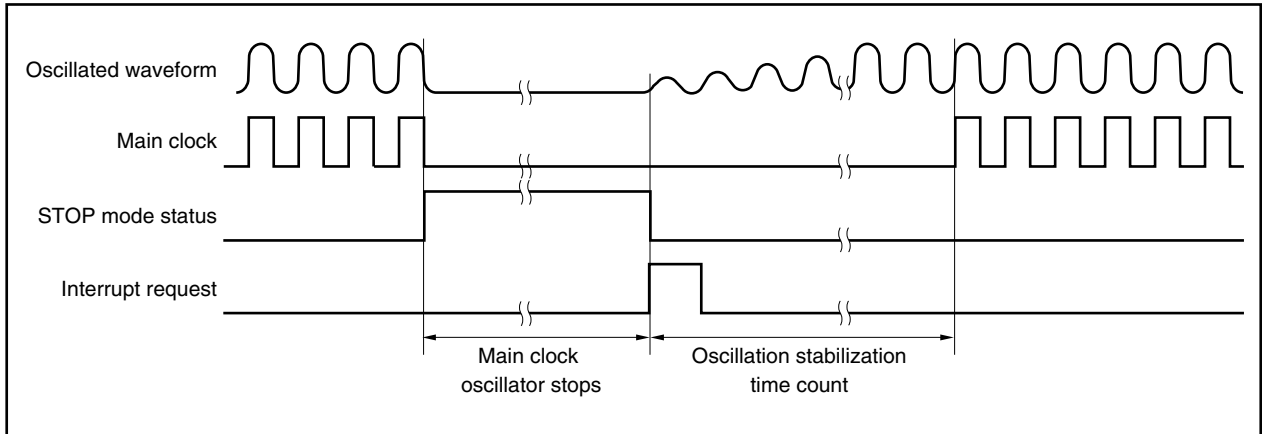 Oscillated waveform
Main clock
STOP mode status
Interrupt request
Main clock
oscillator stops
Oscillation stabilization
time count